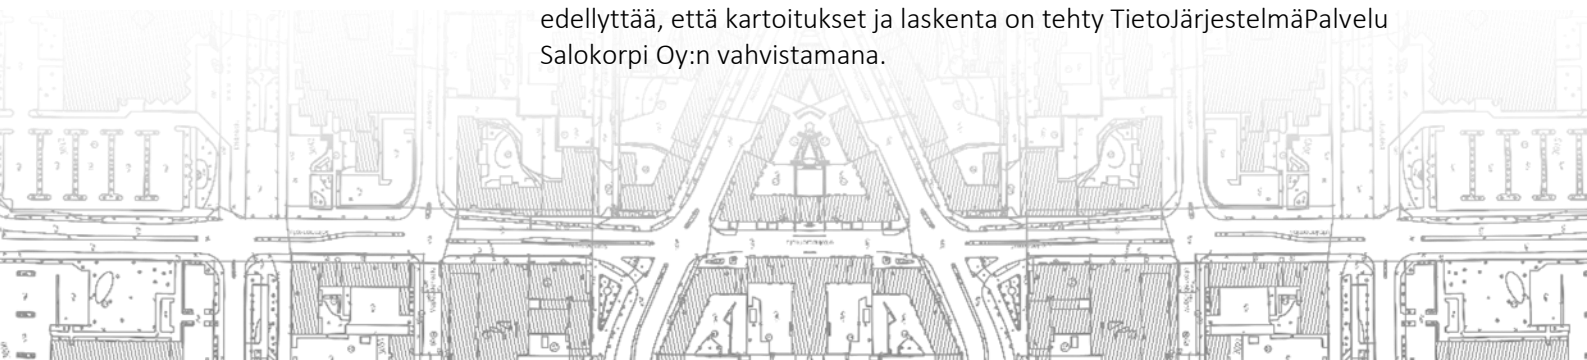 edellyttää, että kartoitukset ja laskenta on tehty TietoJärjestelmäPalvelu
Salokorpi Oy:n vahvistamana.